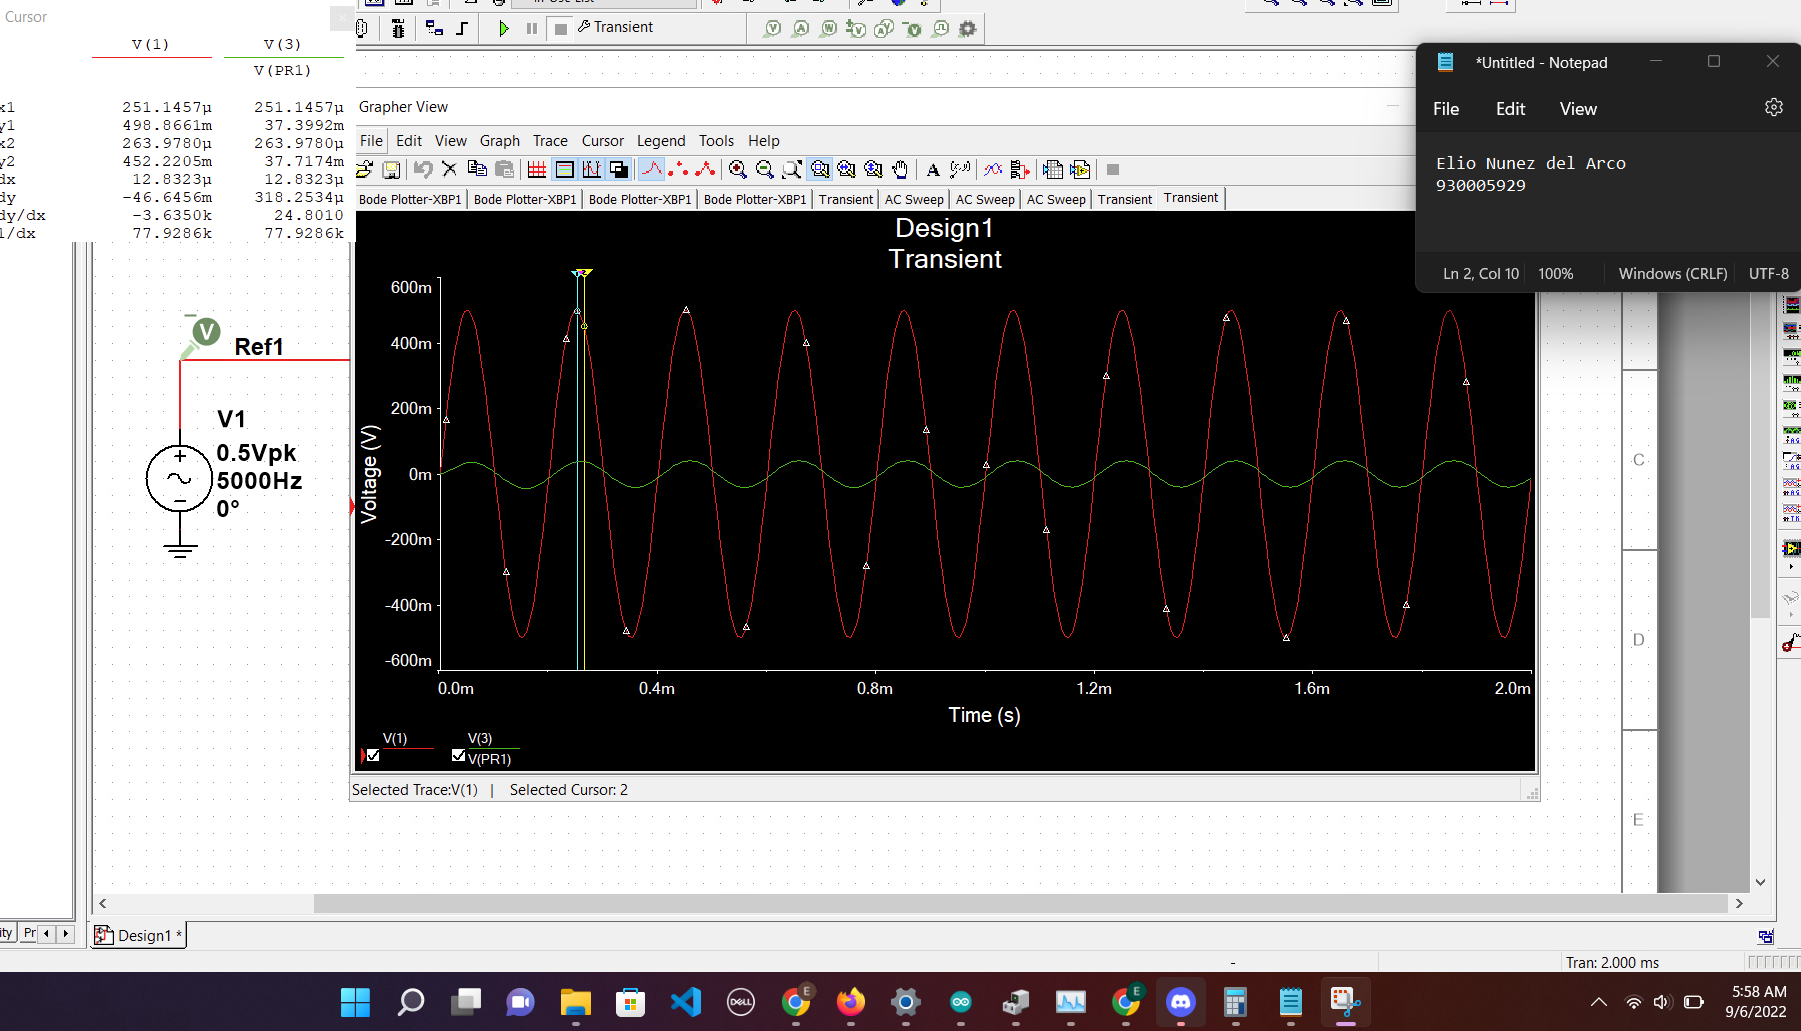 Cursor
V(1) V(3)
V(PR1)
x1 251.1457µ 251.1457µ
y1 498.8661m 37.3992m
x2 263.9780µ 263.9780µ
y2 452.2205m 37.7174m
dx 12.8323µ 12.8323µ
dy -46.6456m 318.2534µ
dy/dx -3.6350k 24.8010
1/dx 77.9286k 77.9286k
Transient
Grapher View
File Edit View Graph Trace Cursor Legend Tools Help
Bode Plotter-XBP1 Bode Plotter-XBP1 Bode Plotter-XBP1 Bode Plotter-XBP1 Transient AC Sweep AC Sweep AC Sweep Transient Transient
Design1
Transient
600m
400m
200m
0m
-200m
-400m
-600m
Voltage (V)
0.0m 0.4m 0.8m 1.2m 1.6m 2.0m
Time (s)
V(1) V(3)
V(PR1)
Selected Trace:V(1) | Selected Cursor: 2
V
Ref1
V1
0.5Vpk
5000Hz
0°
*Untitled - Notepad
File Edit View
Elio Nunez del Arco
930005929
Ln 2, Col 10 100% Windows (CRLF) UTF-8
C
D
E
ity Pr
Design1 *
Tran: 2.000 ms
DELL
E
E
5:58 AM
9/6/2022